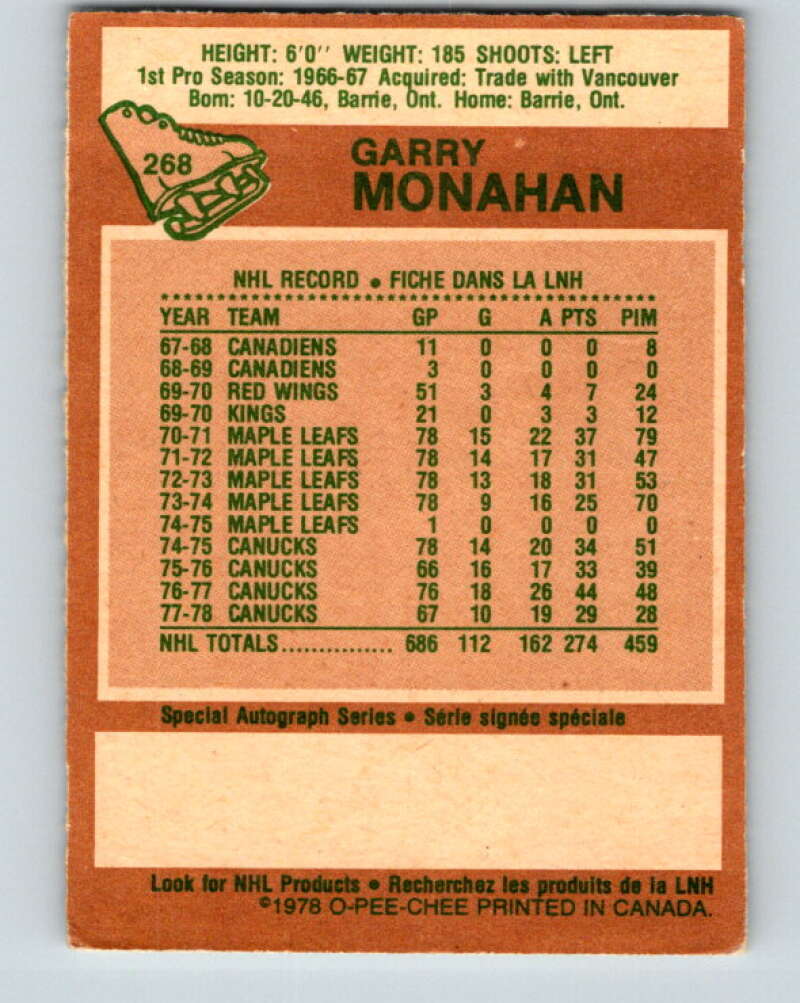 HEIGHT: 6'0'' WEIGHT: 185 SHOOTS: LEFT
1st Pro Season: 1966-67 Acquired: Trade with Vancouver
Born: 10-20-46, Barrie, Ont. Home: Barrie, Ont.
268
GARRY
MONAHAN
NHL RECORD • FICHE DANS LA LNH
YEAR TEAM GP G A PTS PIM
67-68 CANADIENS 11 0 0 0 8
68-69 CANADIENS 3 0 0 0 0
69-70 RED WINGS 51 3 4 7 24
69-70 KINGS 21 0 3 3 12
70-71 MAPLE LEAFS 78 15 22 37 79
71-72 MAPLE LEAFS 78 14 17 31 47
72-73 MAPLE LEAFS 78 13 18 31 53
73-74 MAPLE LEAFS 78 9 16 25 70
74-75 MAPLE LEAFS 1 0 0 0 0
74-75 CANUCKS 78 14 20 34 51
75-76 CANUCKS 66 16 17 33 39
76-77 CANUCKS 76 18 26 44 48
77-78 CANUCKS 67 10 19 29 28
NHL TOTALS............... 686 112 162 274 459
Special Autograph Series • Série signée spéciale
Look for NHL Products • Recherchez les produits de la LNH
©1978 O-PEE-CHEE PRINTED IN CANADA.